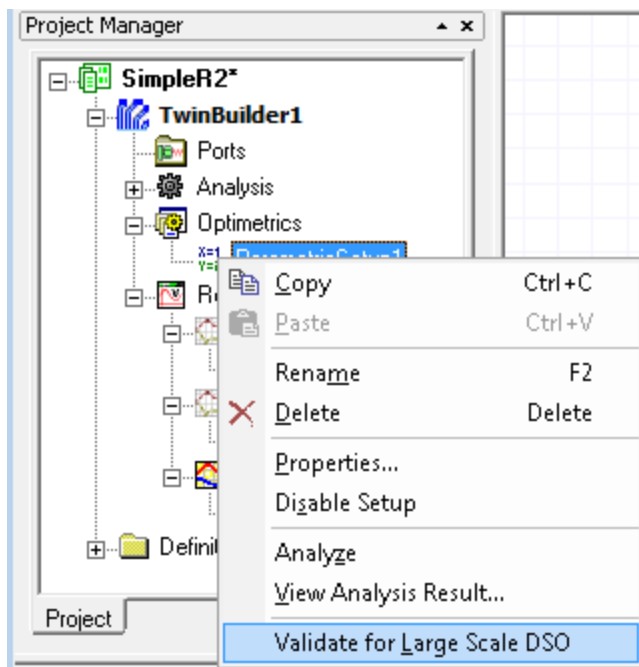 Project Manager
SimpleR2*
TwinBuilder1
Ports
Analysis
Optimetrics
ParametricSetup1
Copy Ctrl+C
Paste Ctrl+V
Rename F2
Delete Delete
Properties...
Disable Setup
Analyze
View Analysis Result...
Validate for Large Scale DSO
Project